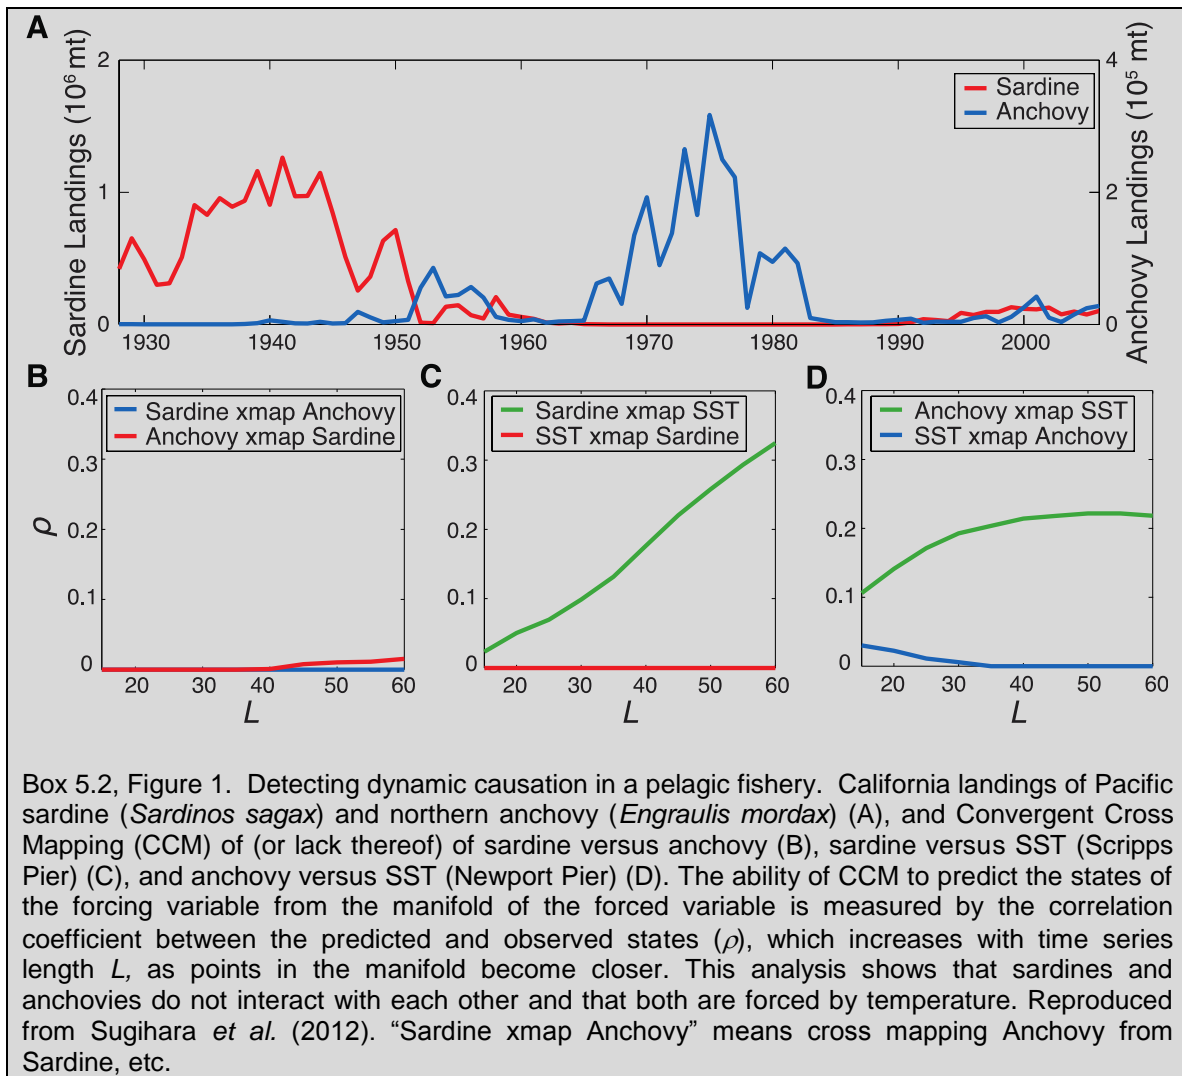 A
Sardine Landings (10⁶ mt)
2
1
0
Anchovy Landings (10⁵ mt)
4
2
0
Sardine
Anchovy
1930 1940 1950 1960 1970 1980 1990 2000
B
ρ
0.4
0.3
0.2
0.1
0
Sardine xmap Anchovy
Anchovy xmap Sardine
20 30 40 50 60
L
C
0.4
0.3
0.2
0.1
0
Sardine xmap SST
SST xmap Sardine
20 30 40 50 60
L
D
0.4
0.3
0.2
0.1
0
Anchovy xmap SST
SST xmap Anchovy
20 30 40 50 60
L
Box 5.2, Figure 1. Detecting dynamic causation in a pelagic fishery. California landings of Pacific
sardine (Sardinos sagax) and northern anchovy (Engraulis mordax) (A), and Convergent Cross
Mapping (CCM) of (or lack thereof) of sardine versus anchovy (B), sardine versus SST (Scripps
Pier) (C), and anchovy versus SST (Newport Pier) (D). The ability of CCM to predict the states of
the forcing variable from the manifold of the forced variable is measured by the correlation
coefficient between the predicted and observed states (ρ), which increases with time series
length L, as points in the manifold become closer. This analysis shows that sardines and
anchovies do not interact with each other and that both are forced by temperature. Reproduced
from Sugihara et al. (2012). “Sardine xmap Anchovy” means cross mapping Anchovy from
Sardine, etc.